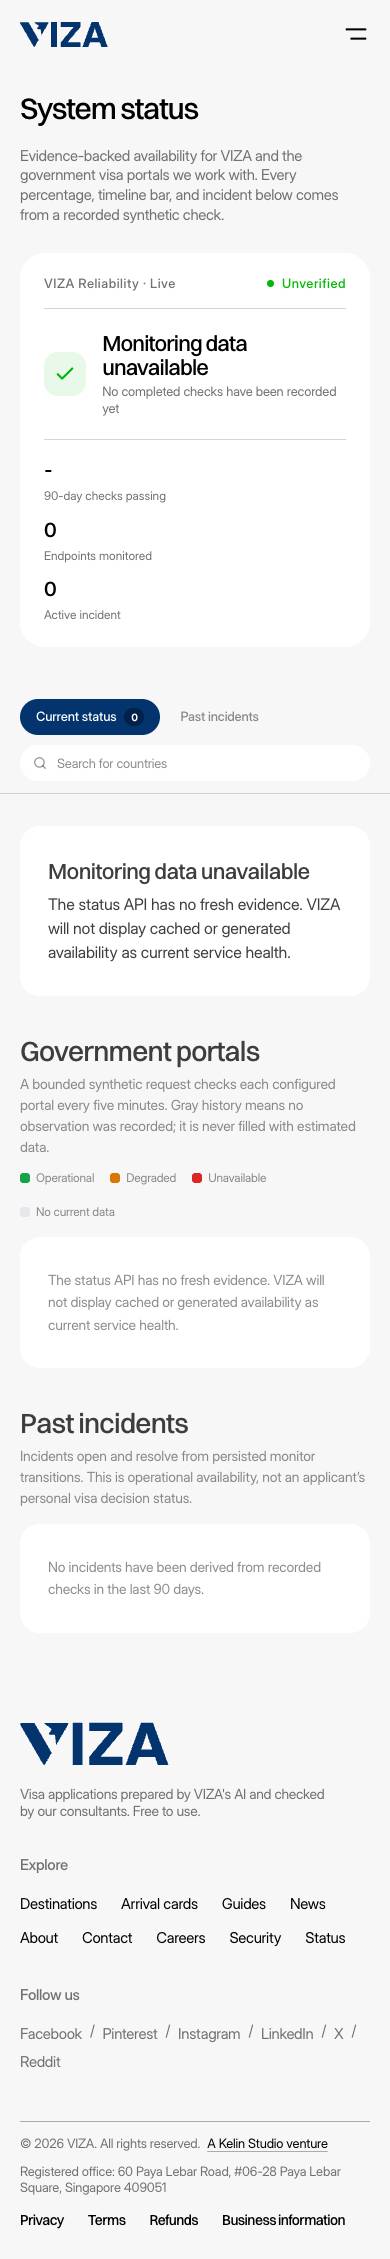 VIZA
System status
Evidence-backed availability for VIZA and the
government visa portals we work with. Every
percentage, timeline bar, and incident below comes
from a recorded synthetic check.
VIZA Reliability · Live
Unverified
Monitoring data
unavailable
No completed checks have been recorded
yet
-
90-day checks passing
0
Endpoints monitored
0
Active incident
Current status 0
Past incidents
Search for countries
Monitoring data unavailable
The status API has no fresh evidence. VIZA
will not display cached or generated
availability as current service health.
Government portals
A bounded synthetic request checks each configured
portal every five minutes. Gray history means no
observation was recorded; it is never filled with estimated
data.
Operational Degraded Unavailable
No current data
The status API has no fresh evidence. VIZA will
not display cached or generated availability as
current service health.
Past incidents
Incidents open and resolve from persisted monitor
transitions. This is operational availability, not an applicant's
personal visa decision status.
No incidents have been derived from recorded
checks in the last 90 days.
VIZA
Visa applications prepared by VIZA's AI and checked
by our consultants. Free to use.
Explore
Destinations Arrival cards Guides News
About Contact Careers Security Status
Follow us
Facebook / Pinterest / Instagram / LinkedIn / X /
Reddit
© 2026 VIZA. All rights reserved. A Kelin Studio venture
Registered office: 60 Paya Lebar Road, #06-28 Paya Lebar
Square, Singapore 409051
Privacy Terms Refunds Business information